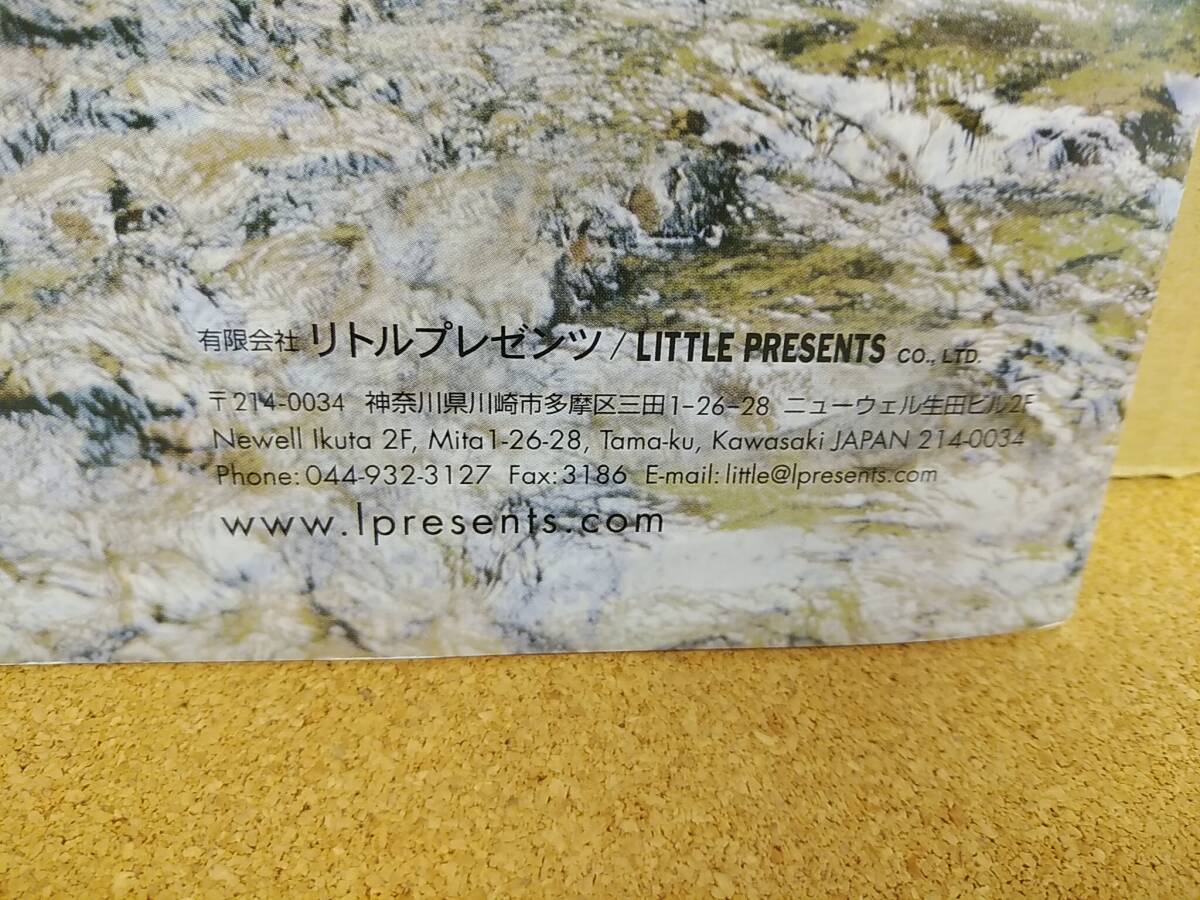 有限会社 リトルプレゼンツ / LITTLE PRESENTS CO., LTD.
〒214-0034 神奈川県川崎市多摩区三田1-26-28 ニューウェル生田ビル2F
Newell Ikuta 2F, Mita1-26-28, Tama-ku, Kawasaki JAPAN 214-0034
Phone: 044-932-3127 Fax: 3186 E-mail: little@lpresents.com
www.lpresents.com